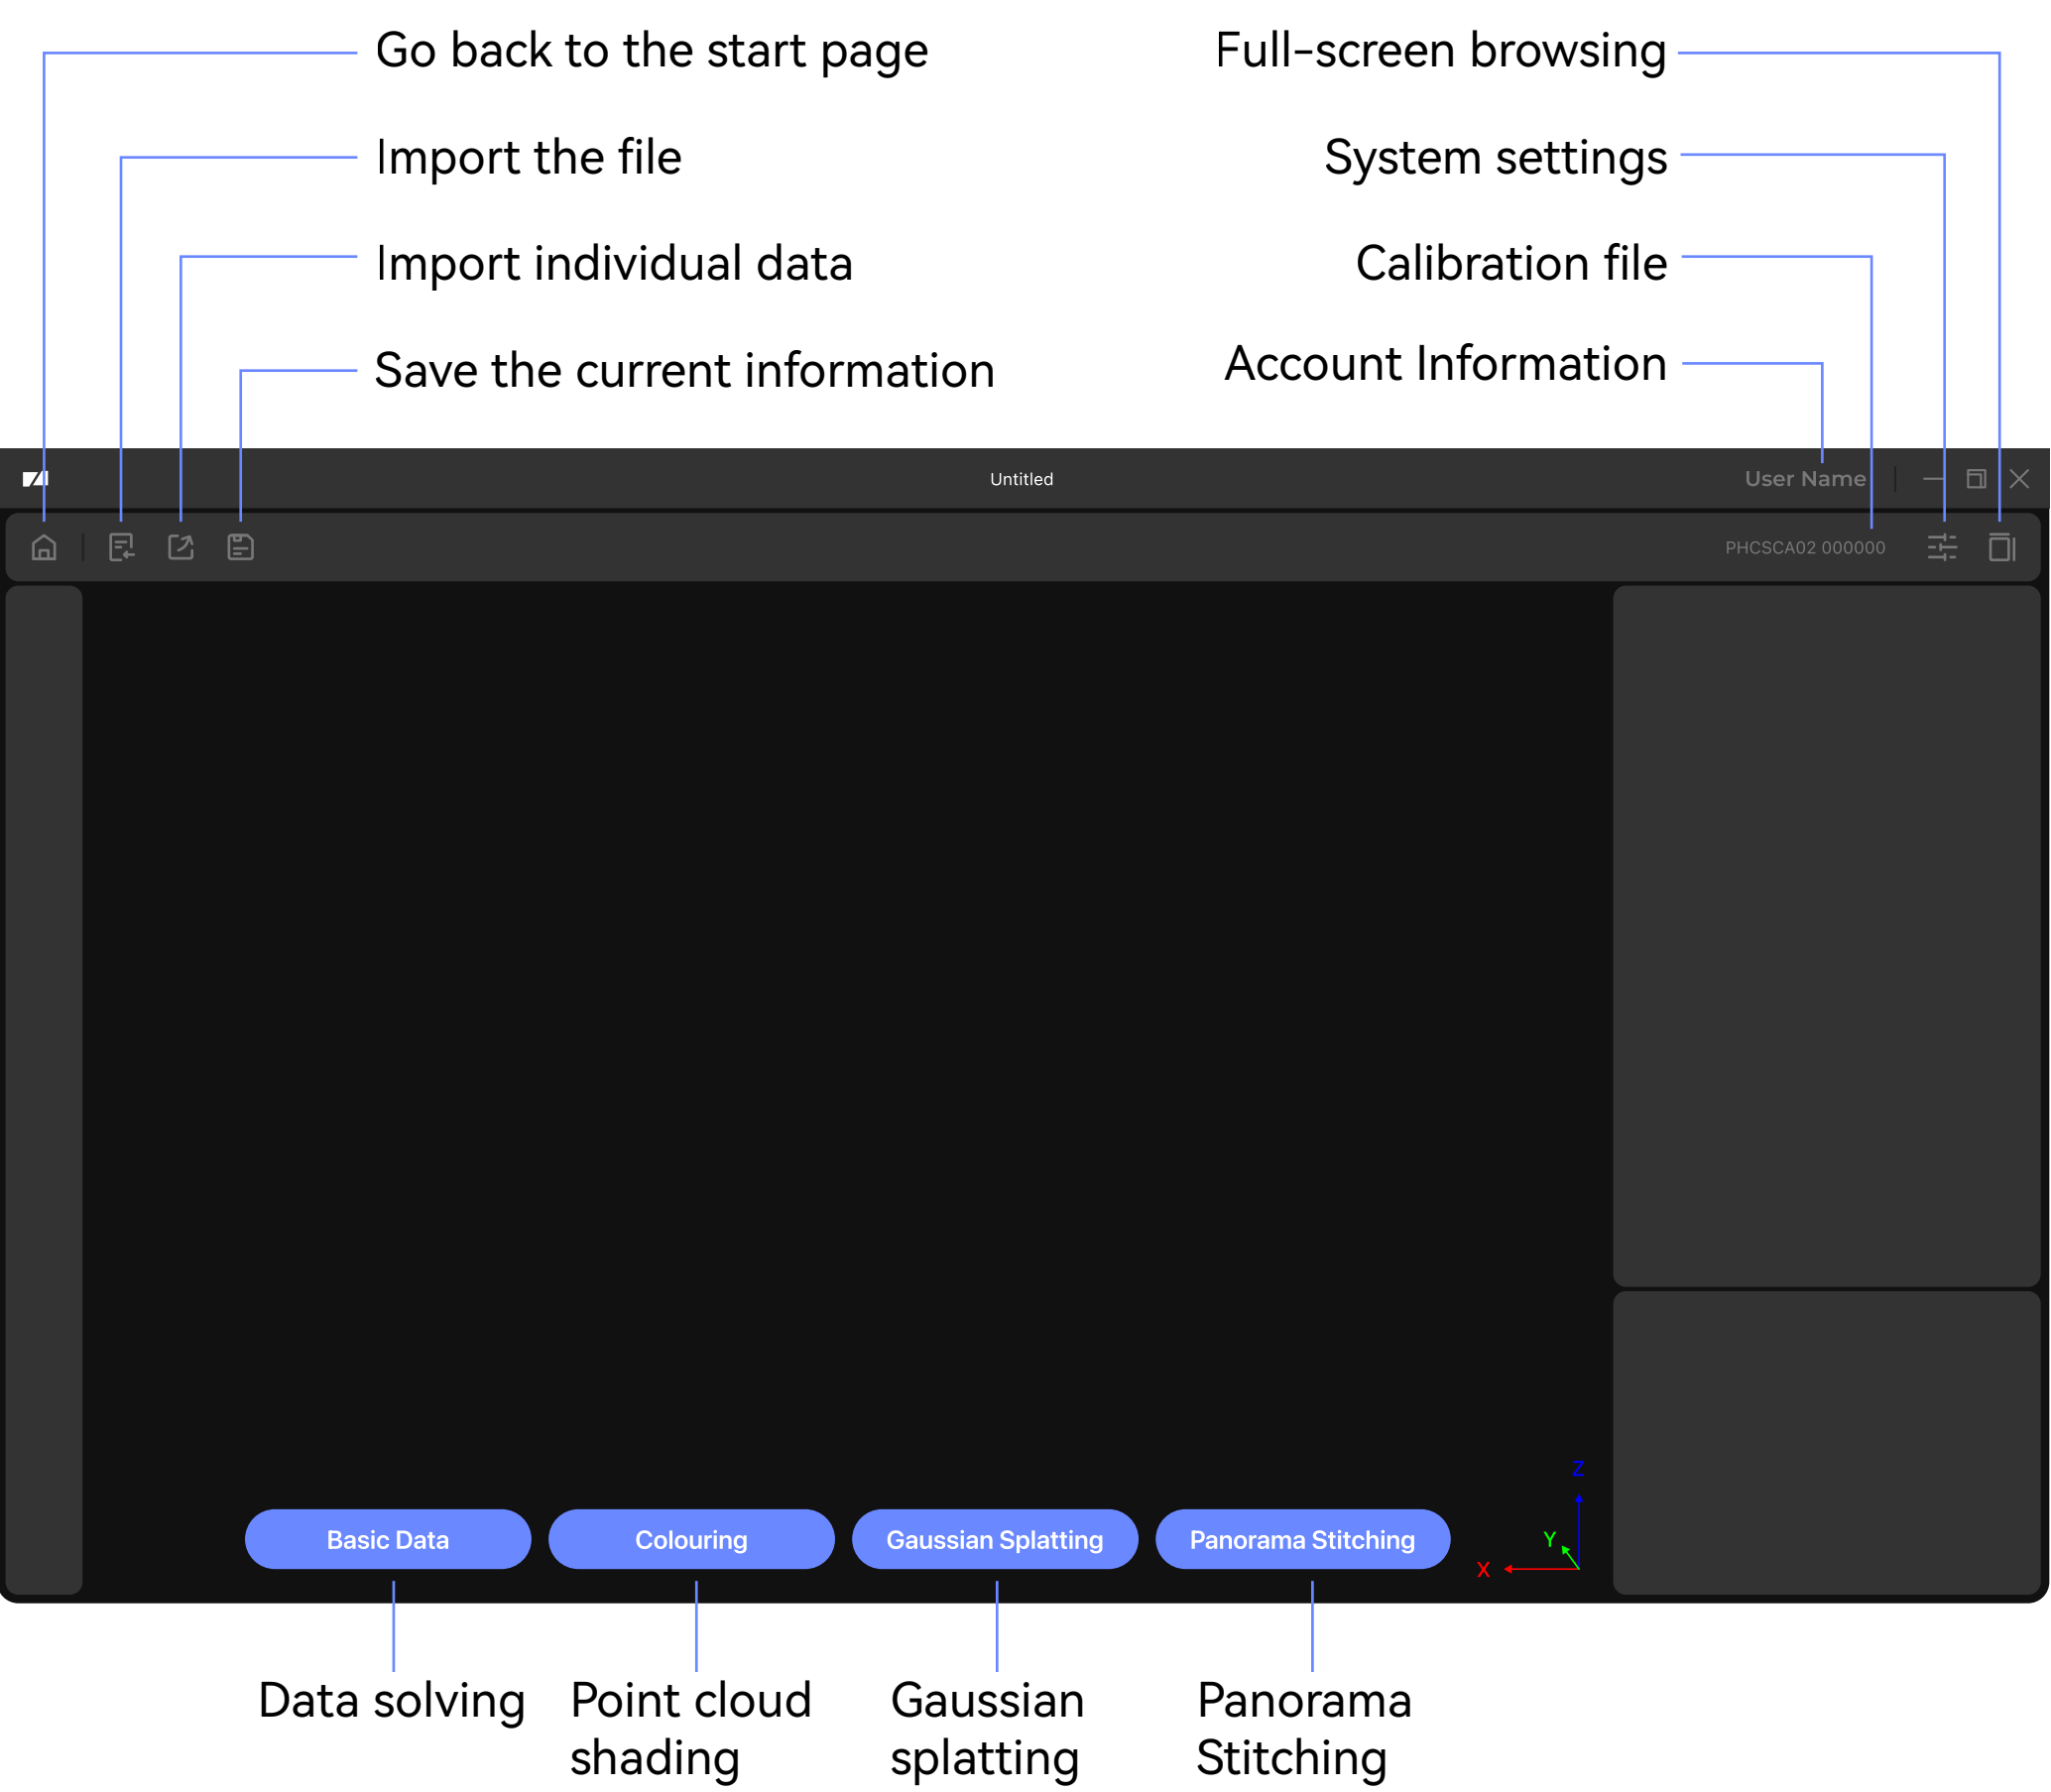 Go back to the start page
Full-screen browsing
Import the file
System settings
Import individual data
Calibration file
Save the current information
Account Information
Untitled
User Name
PHCSCA02 000000
Z
Y
X
Basic Data
Colouring
Gaussian Splatting
Panorama Stitching
Data solving
Point cloud
shading
Gaussian
splatting
Panorama
Stitching